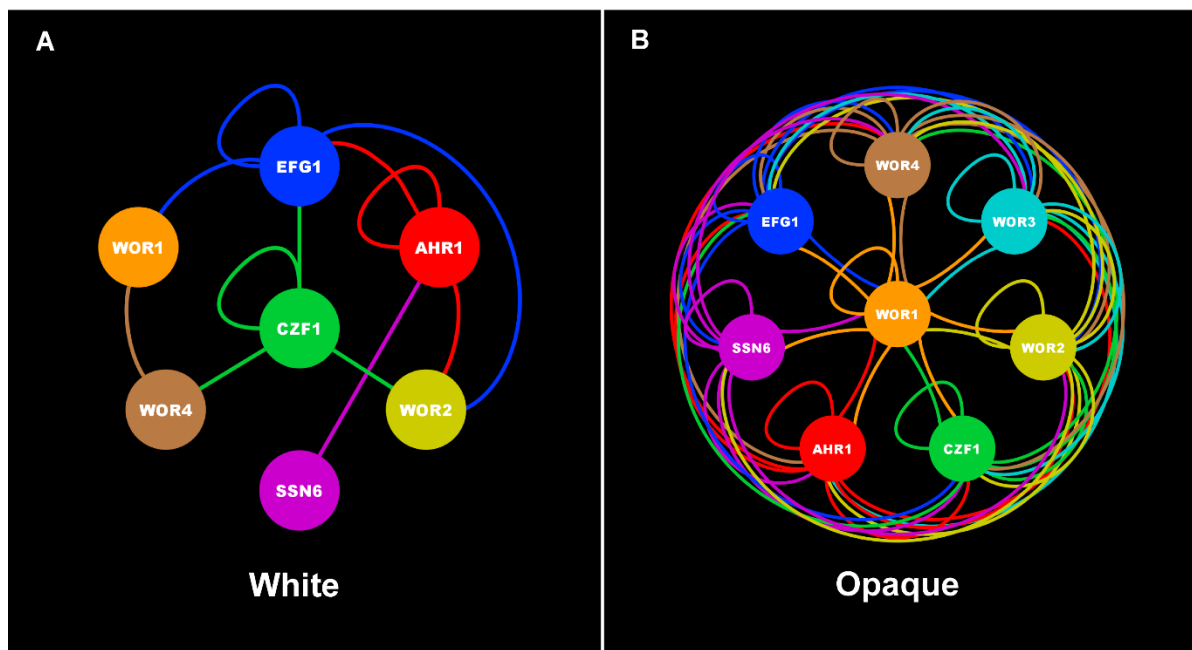 A
EFG1
WOR1
AHR1
CZF1
WOR4
WOR2
SSN6
White
B
WOR4
EFG1
WOR3
WOR1
SSN6
WOR2
AHR1
CZF1
Opaque